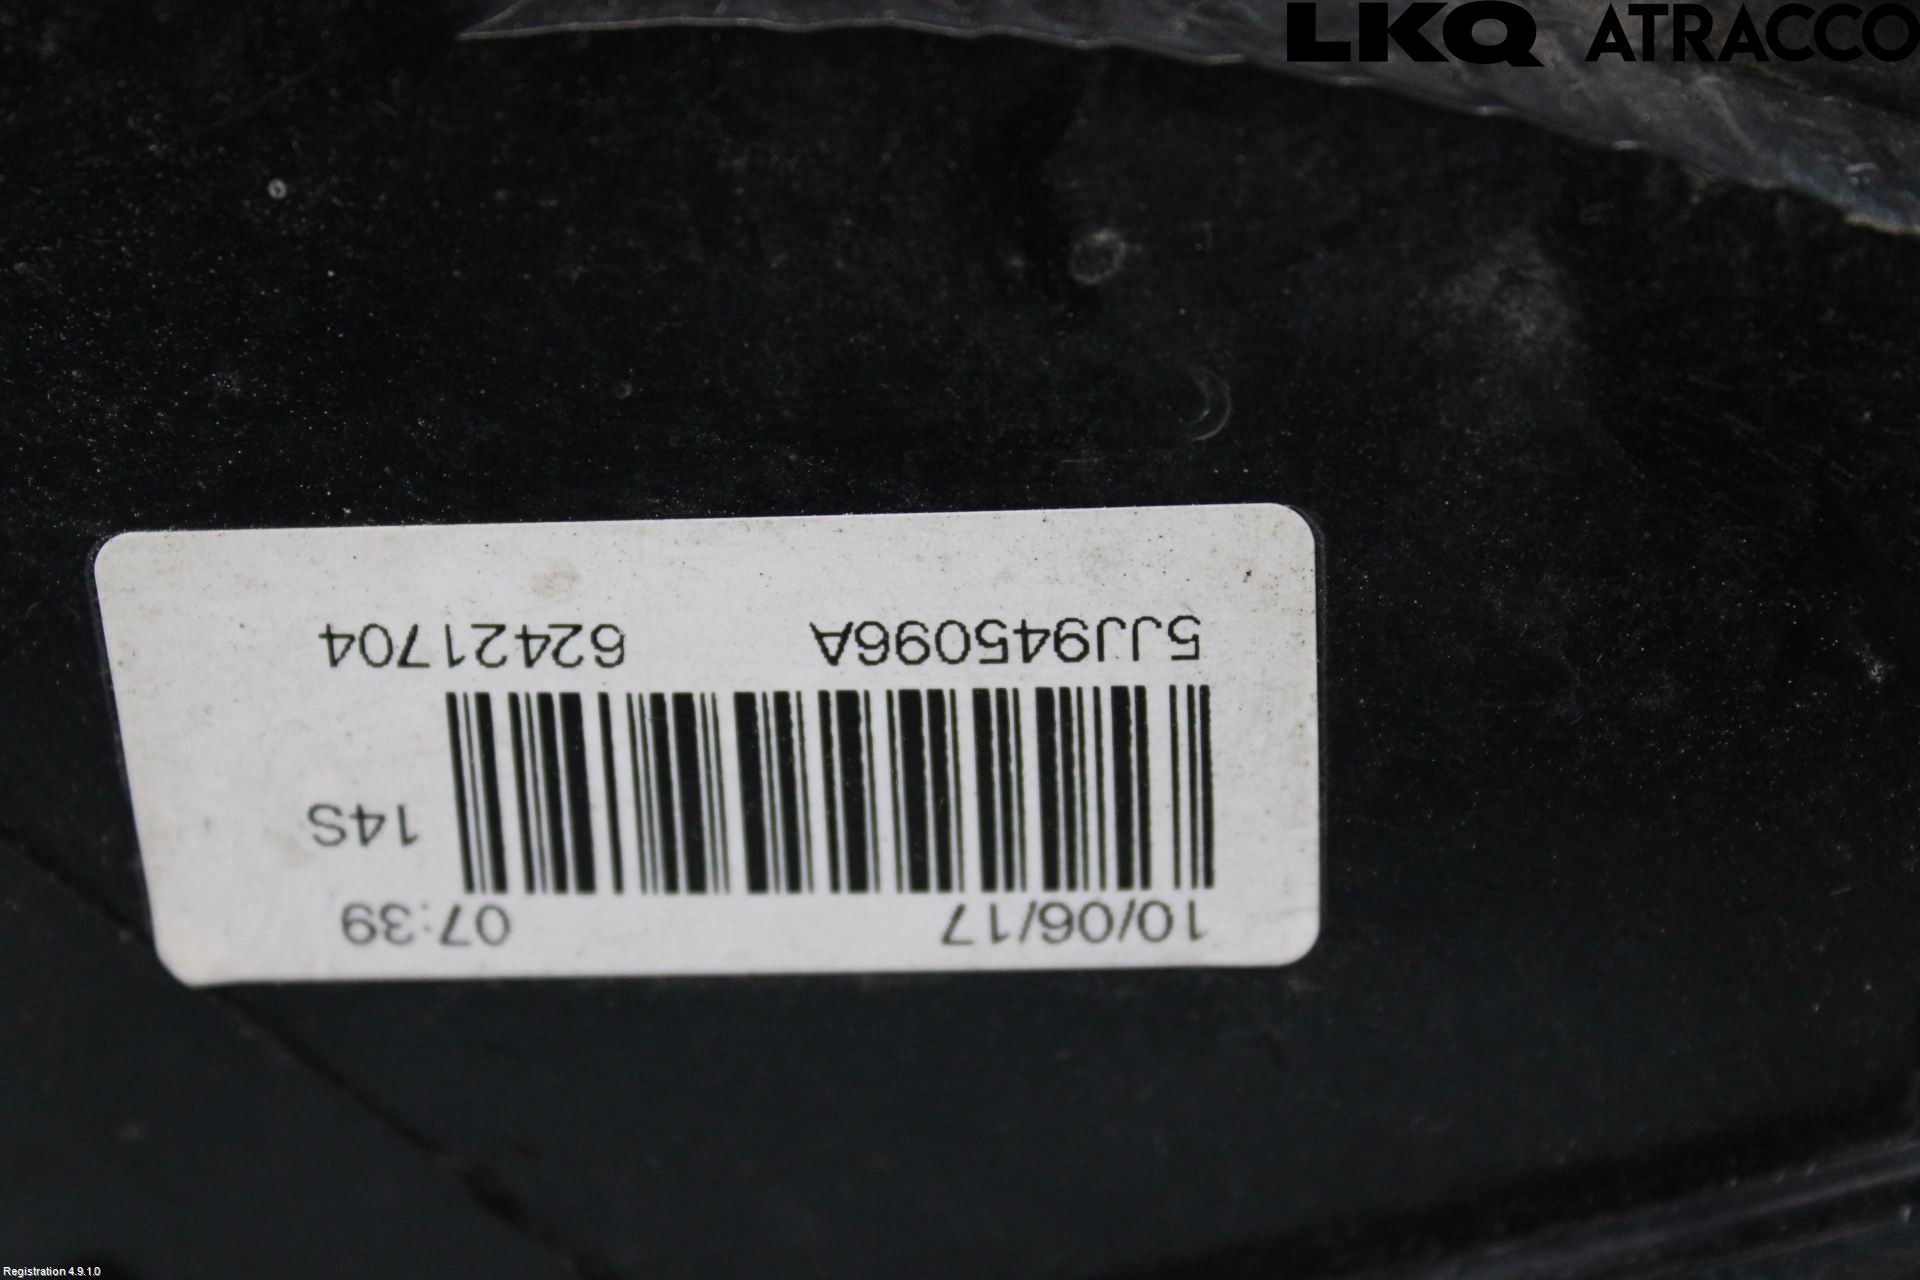 LKQ ATRACCO
10/06/17 07:39
14S
5JJ945096A 62421704
Registration 4.9.1.0